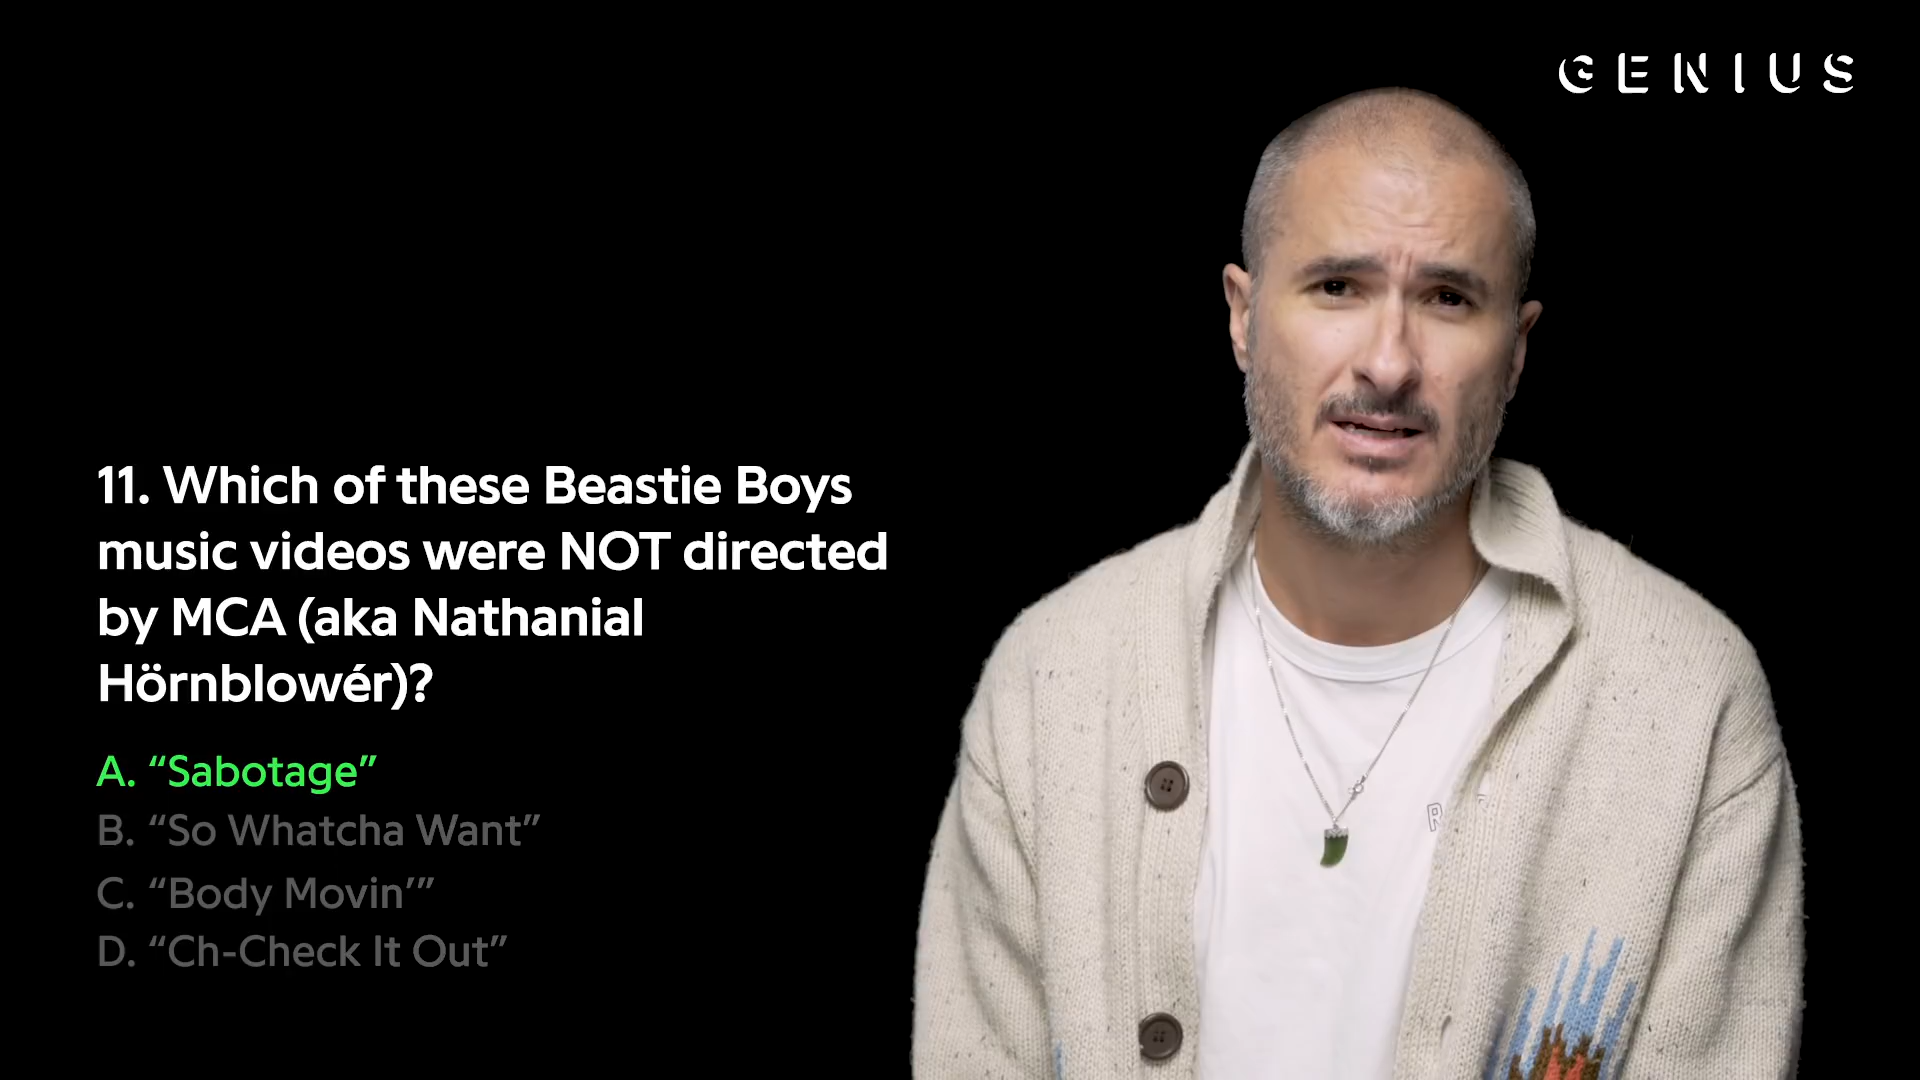 GENIUS
11. Which of these Beastie Boys
music videos were NOT directed
by MCA (aka Nathanial
Hörnblowér)?
A. “Sabotage”
B. “So Whatcha Want”
C. “Body Movin’”
D. “Ch-Check It Out”